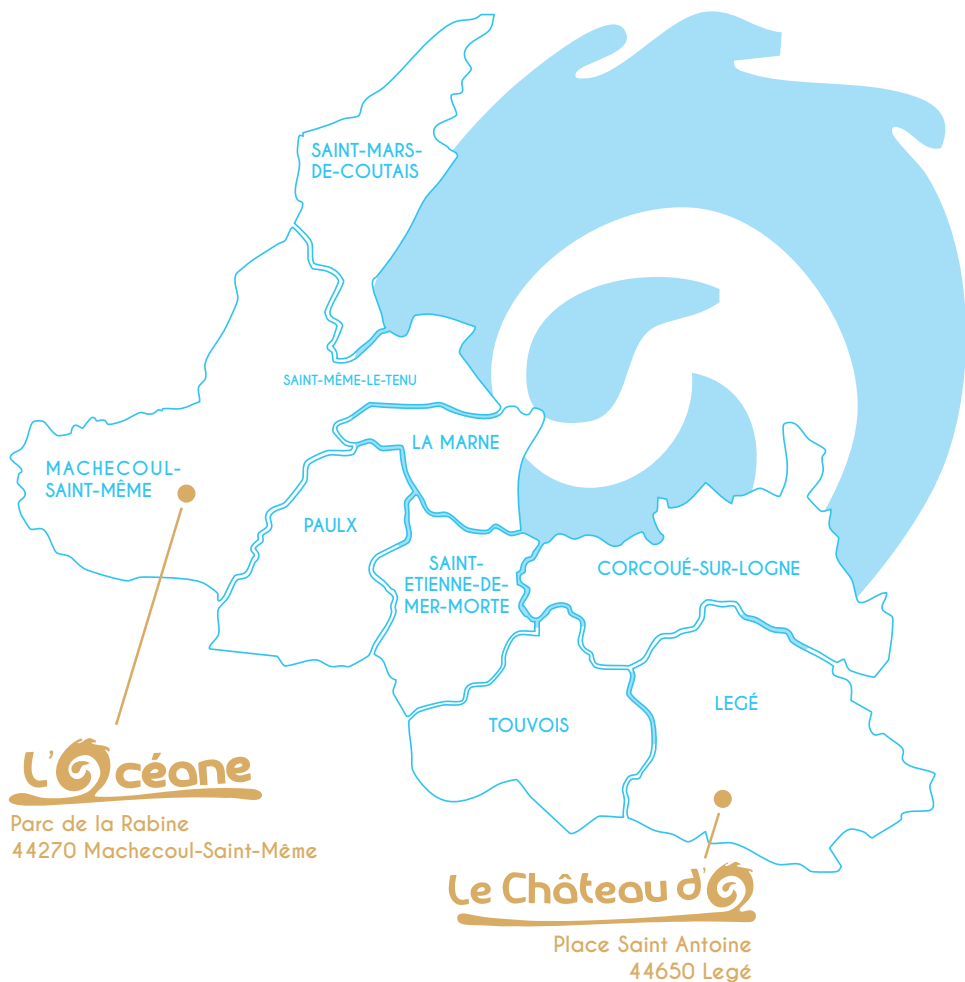 SAINT-MARS-
DE-COUTAIS
SAINT-MÊME-LE-TENU
LA MARNE
MACHECOUL-
SAINT-MÊME
PAULX
SAINT-
ETIENNE-DE-
MER-MORTE
CORCOUÉ-SUR-LOGNE
LEGÉ
TOUVOIS
L'Océane
Parc de la Rabine
44270 Machecoul-Saint-Même
Le Château d'O
Place Saint Antoine
44650 Legé